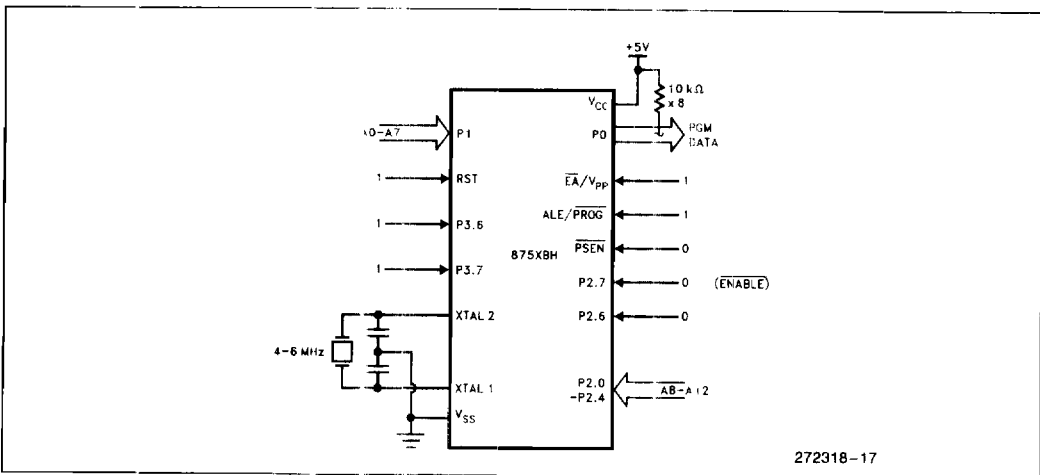 +5V
10 kΩ
x 8
VCC
A0-A7
P1
P0
PGM
DATA
1
RST
EA/VPP
1
1
P3.6
ALE/PROG
1
875XBH
PSEN
0
1
P3.7
P2.7
0
(ENABLE)
XTAL 2
P2.6
0
4-6 MHz
XTAL 1
P2.0
-P2.4
A8-A12
VSS
272318-17